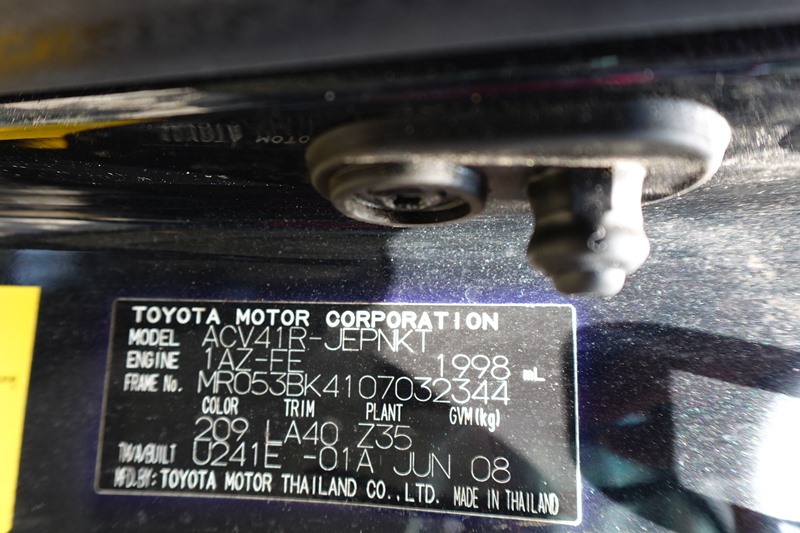 TOYOTA MOTOR CORPORATION
MODEL ACV41R-JEPNKT
ENGINE 1AZ-FE 1998 mL
FRAME No. MR053BK4107032344
COLOR TRIM PLANT GVM(kg)
209 LA40 Z35
TM/A/BUILT U241E -01A JUN 08
MFD.BY: TOYOTA MOTOR THAILAND CO.,LTD. MADE IN THAILAND